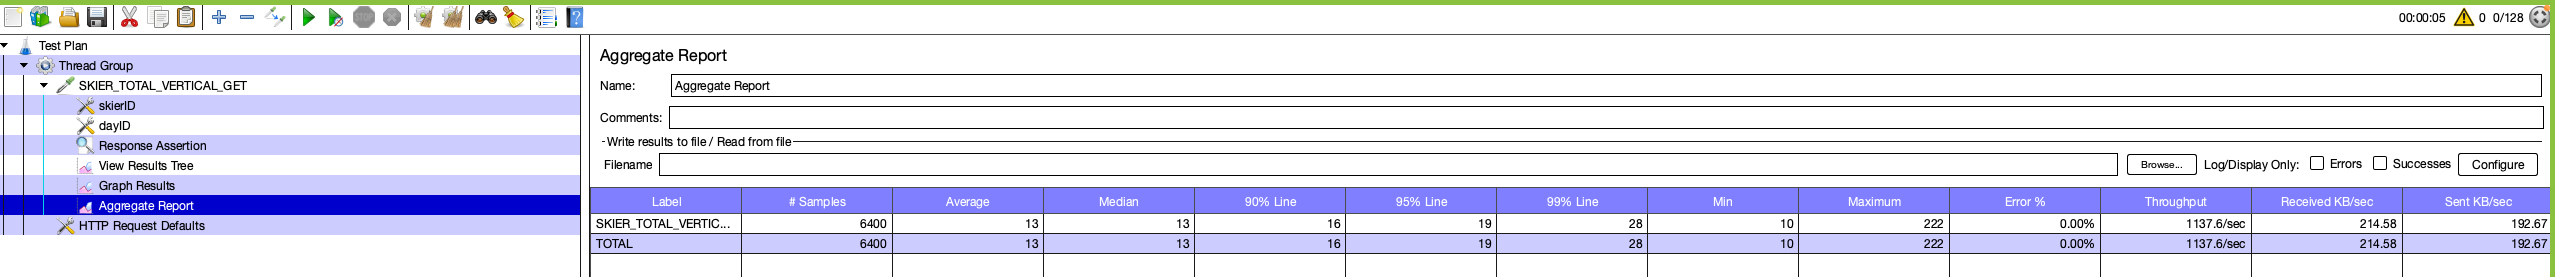 00:00:05 0 0/128
Test Plan
Thread Group
SKIER_TOTAL_VERTICAL_GET
skierID
dayID
Response Assertion
View Results Tree
Graph Results
Aggregate Report
HTTP Request Defaults
Aggregate Report
Name: Aggregate Report
Comments:
Write results to file / Read from file
Filename Browse... Log/Display Only: Errors Successes Configure
Label # Samples Average Median 90% Line 95% Line 99% Line Min Maximum Error % Throughput Received KB/sec Sent KB/sec
SKIER_TOTAL_VERTIC... 6400 13 13 16 19 28 10 222 0.00% 1137.6/sec 214.58 192.67
TOTAL 6400 13 13 16 19 28 10 222 0.00% 1137.6/sec 214.58 192.67